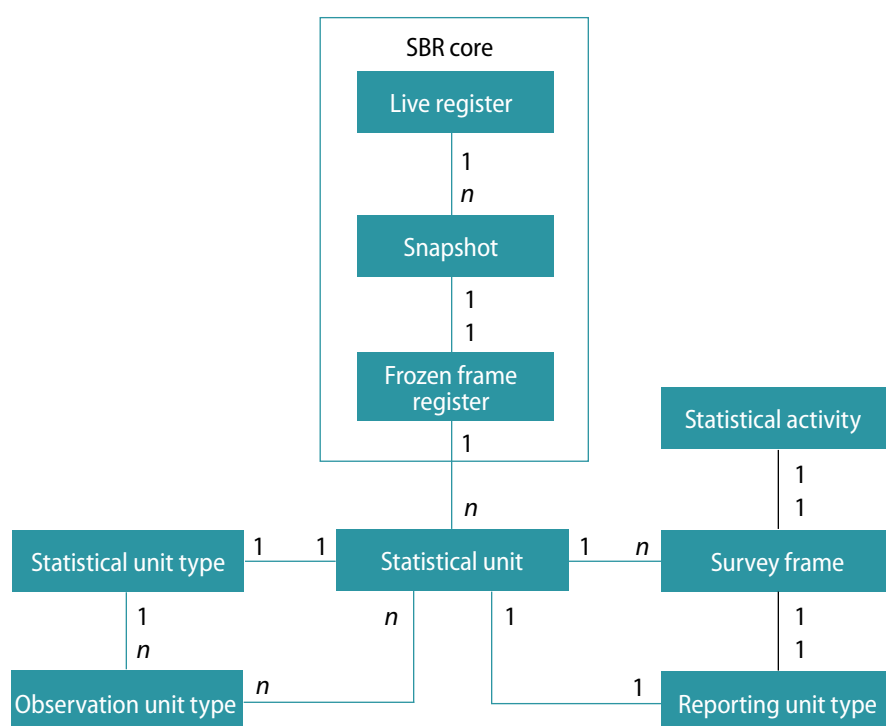 SBR core
Live register
1
n
Snapshot
1
1
Frozen frame
register
1
n
Statistical activity
1
1
Statistical unit type
1
1
Statistical unit
1
n
Survey frame
1
n
n
1
1
1
Observation unit type
n
1
Reporting unit type